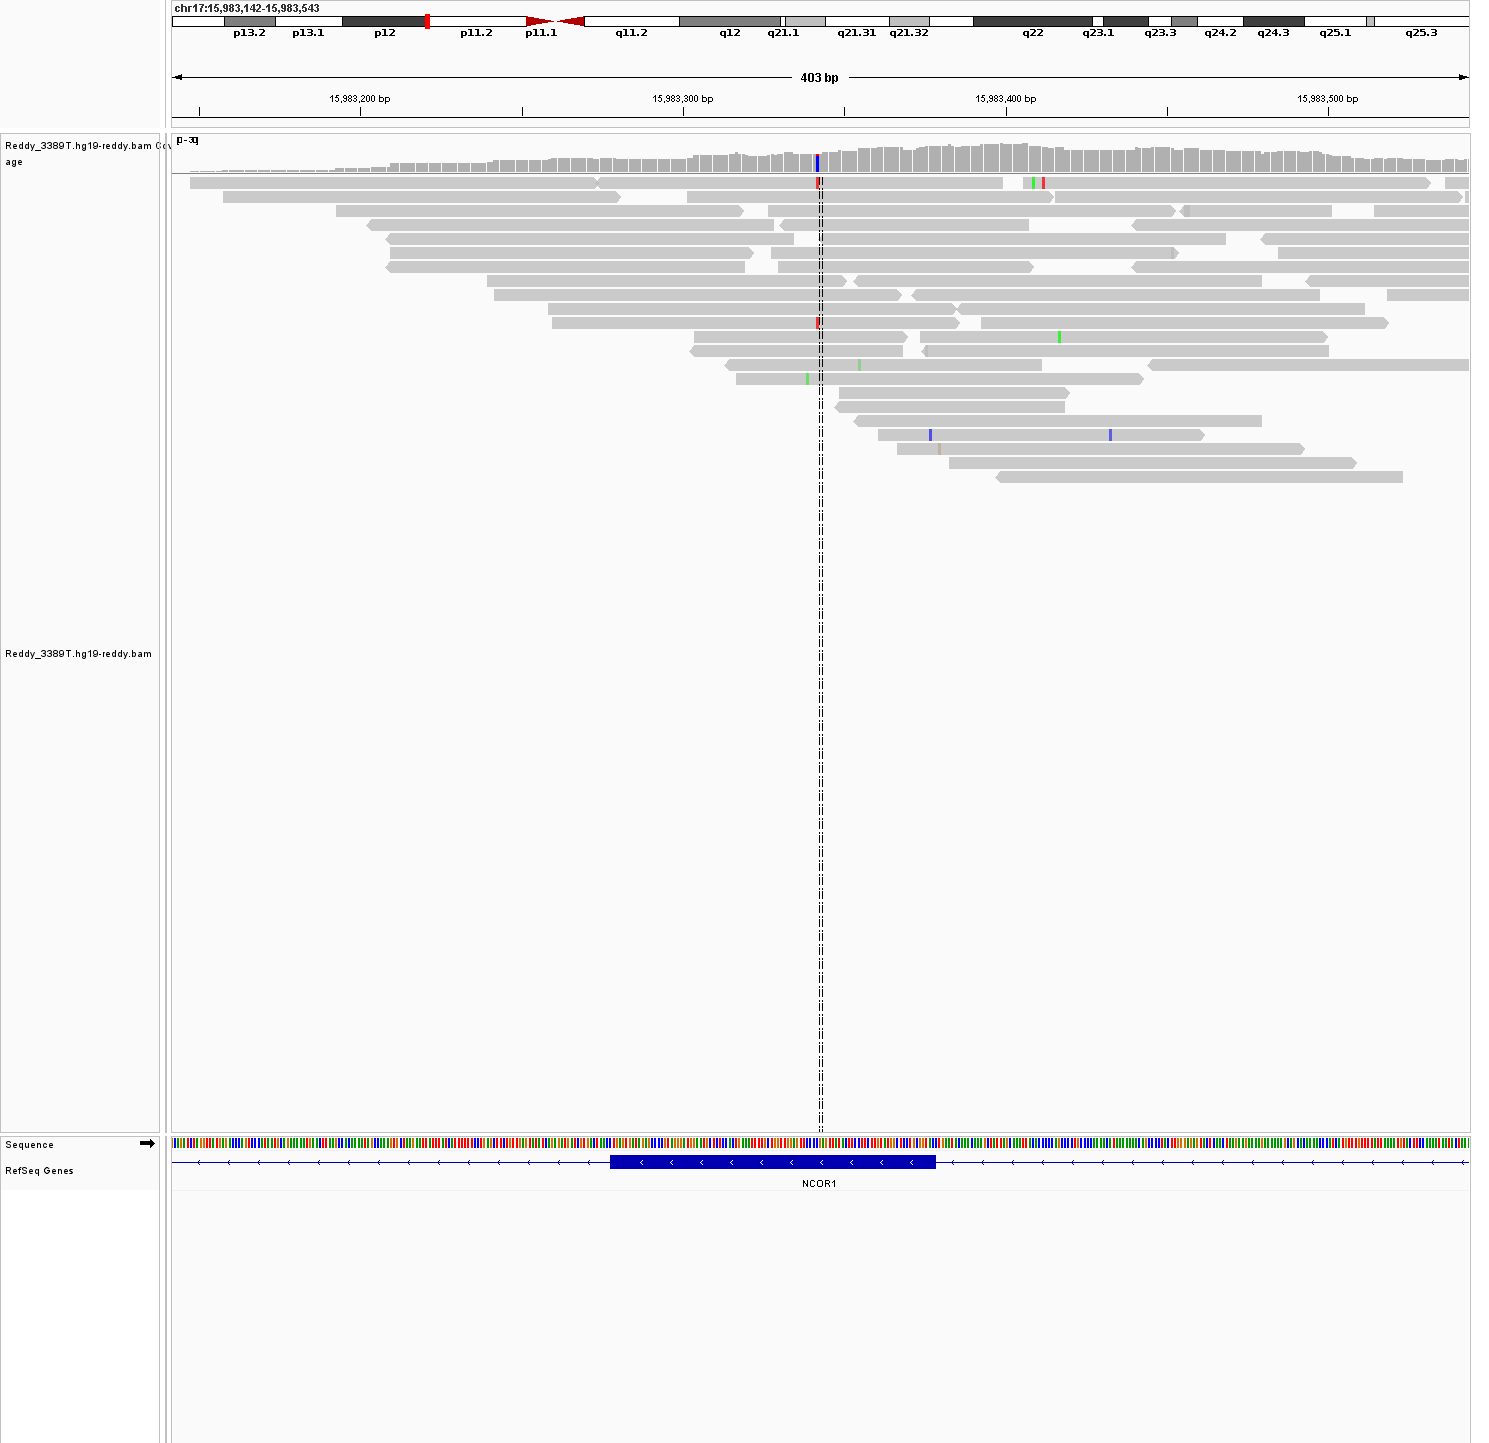 chr17:15,983,142-15,983,543
p13.2 p13.1 p12 p11.2 p11.1 q11.2 q12 q21.1 q21.31 q21.32 q22 q23.1 q23.3 q24.2 q24.3 q25.1 q25.3
403 bp
15,983,200 bp 15,983,300 bp 15,983,400 bp 15,983,500 bp
[0-30]
Reddy_3389T.hg19-reddy.bam Cov
age
Reddy_3389T.hg19-reddy.bam
Sequence
RefSeq Genes
NCOR1